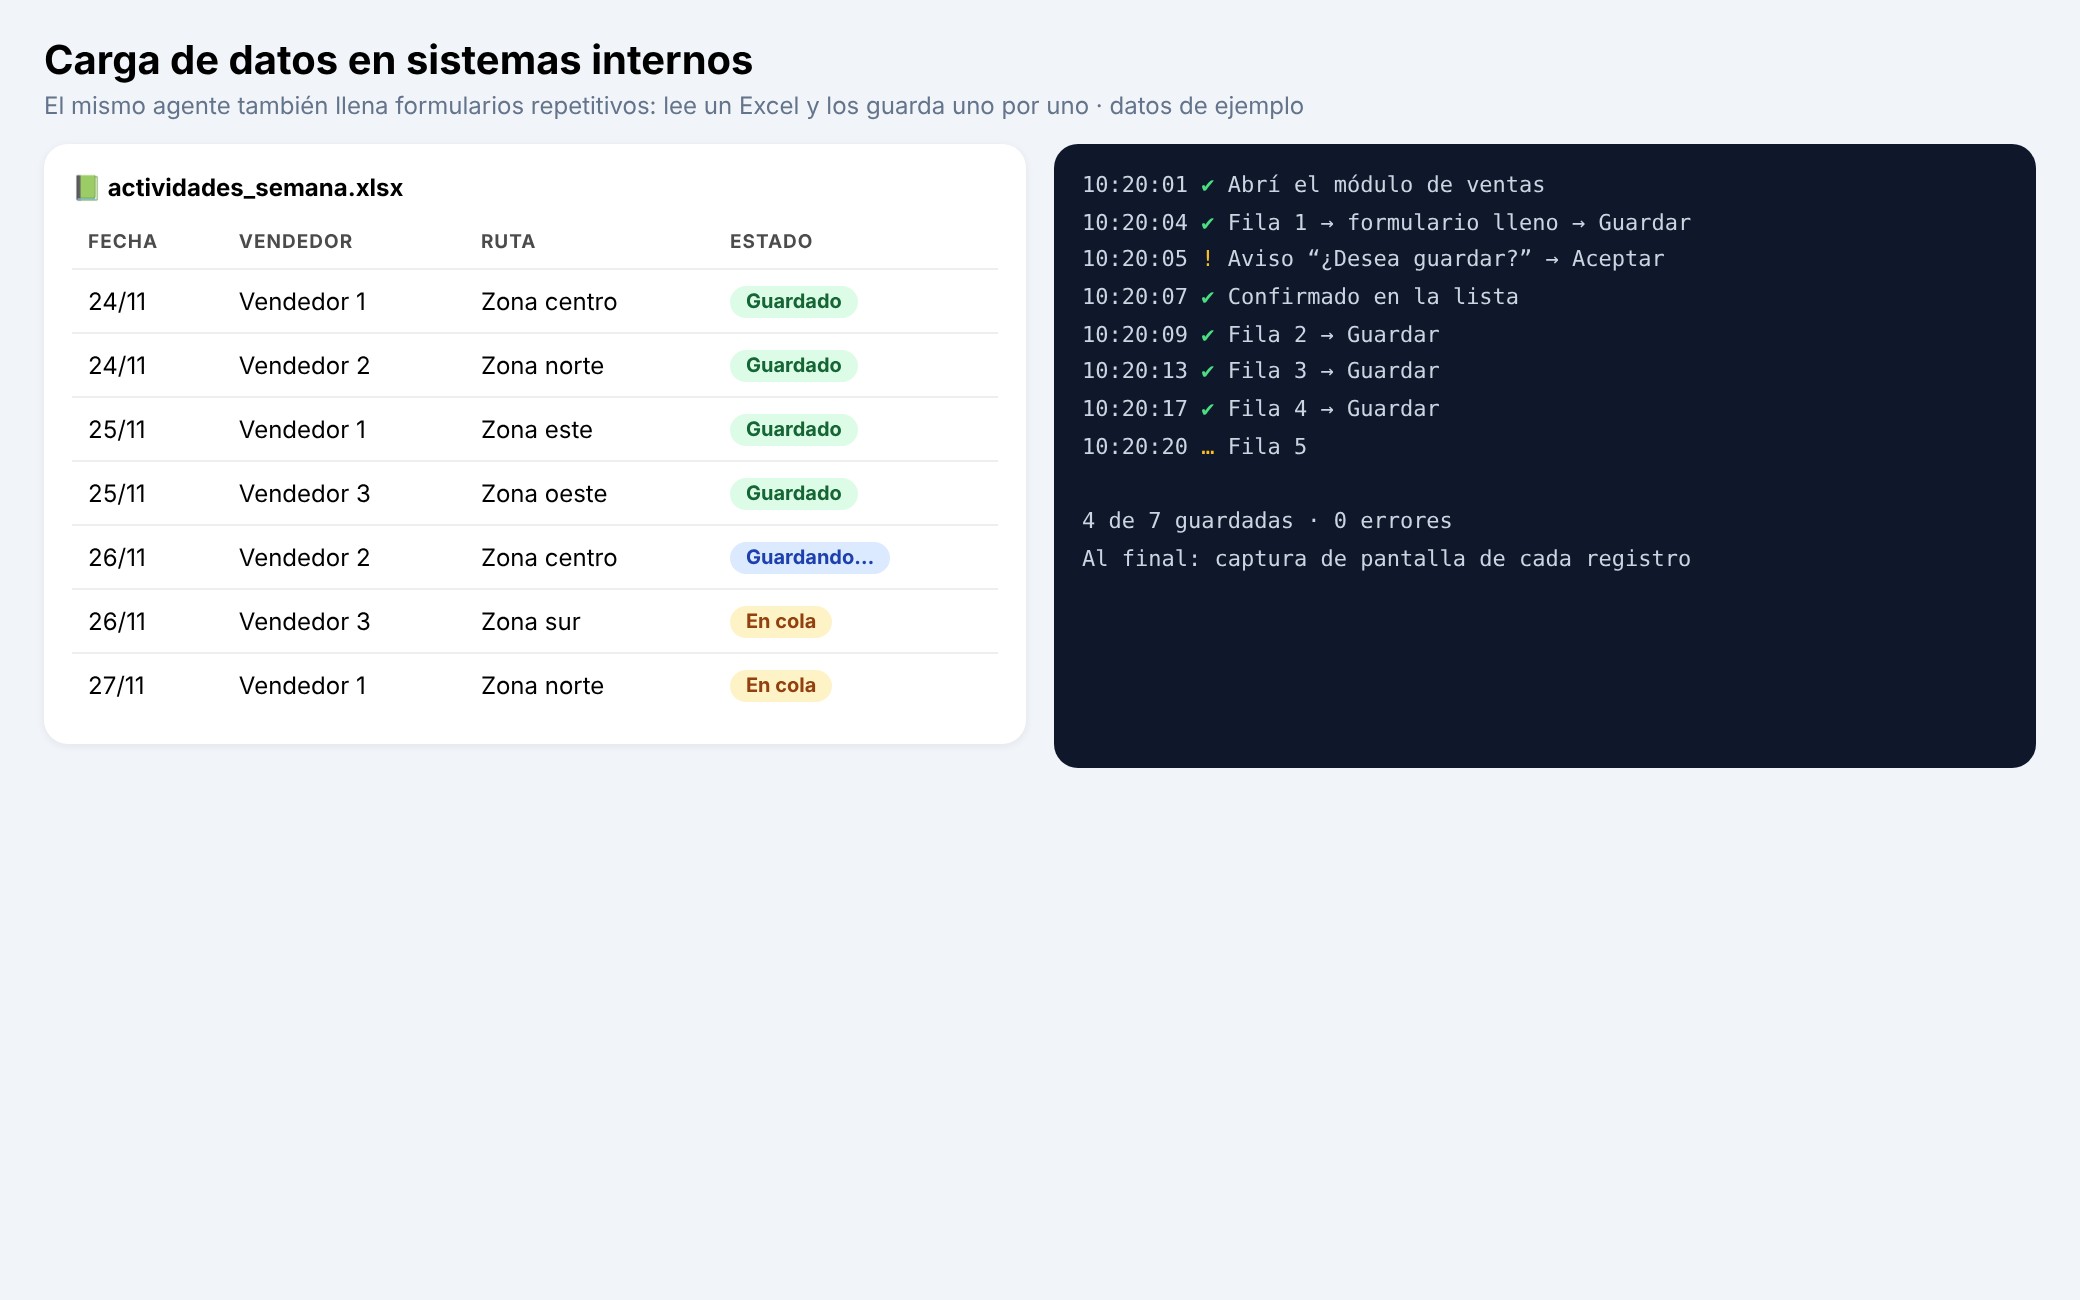 Carga de datos en sistemas internos
El mismo agente también llena formularios repetitivos: lee un Excel y los guarda uno por uno · datos de ejemplo
actividades_semana.xlsx
FECHA VENDEDOR RUTA ESTADO
24/11 Vendedor 1 Zona centro Guardado
24/11 Vendedor 2 Zona norte Guardado
25/11 Vendedor 1 Zona este Guardado
25/11 Vendedor 3 Zona oeste Guardado
26/11 Vendedor 2 Zona centro Guardando...
26/11 Vendedor 3 Zona sur En cola
27/11 Vendedor 1 Zona norte En cola
10:20:01 ✔ Abrí el módulo de ventas
10:20:04 ✔ Fila 1 → formulario lleno → Guardar
10:20:05 ! Aviso “¿Desea guardar?” → Aceptar
10:20:07 ✔ Confirmado en la lista
10:20:09 ✔ Fila 2 → Guardar
10:20:13 ✔ Fila 3 → Guardar
10:20:17 ✔ Fila 4 → Guardar
10:20:20 … Fila 5
4 de 7 guardadas · 0 errores
Al final: captura de pantalla de cada registro